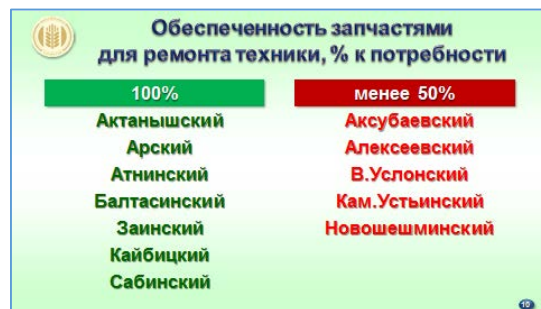 Обеспеченность запчастями
для ремонта техники, % к потребности
100%
Актанышский
Арский
Атнинский
Балтасинский
Заинский
Кайбицкий
Сабинский
менее 50%
Аксубаевский
Алексеевский
В.Услонский
Кам.Устьинский
Новошешминский
10